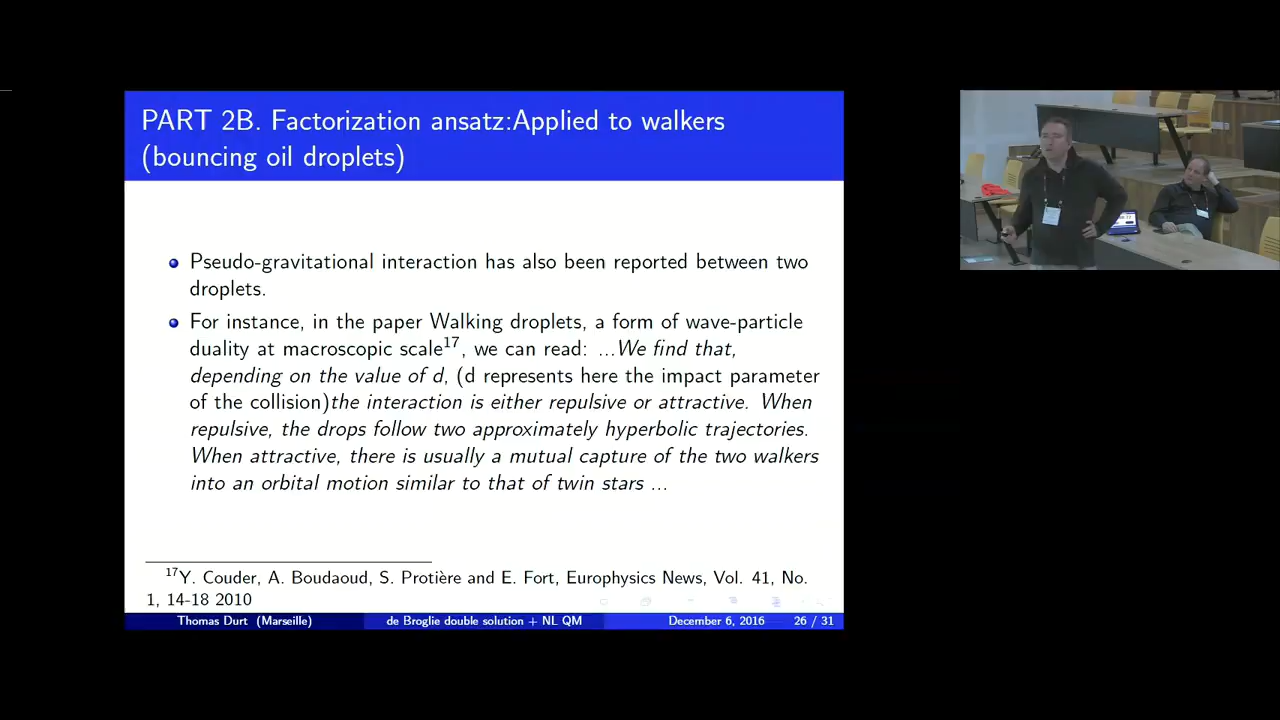 PART 2B. Factorization ansatz:Applied to walkers
(bouncing oil droplets)
Pseudo-gravitational interaction has also been reported between two
droplets.
For instance, in the paper Walking droplets, a form of wave-particle
duality at macroscopic scale17, we can read: ...We find that,
depending on the value of d, (d represents here the impact parameter
of the collision)the interaction is either repulsive or attractive. When
repulsive, the drops follow two approximately hyperbolic trajectories.
When attractive, there is usually a mutual capture of the two walkers
into an orbital motion similar to that of twin stars ...
17Y. Couder, A. Boudaoud, S. Protière and E. Fort, Europhysics News, Vol. 41, No.
1, 14-18 2010
Thomas Durt (Marseille) de Broglie double solution + NL QM December 6, 2016 26 / 31